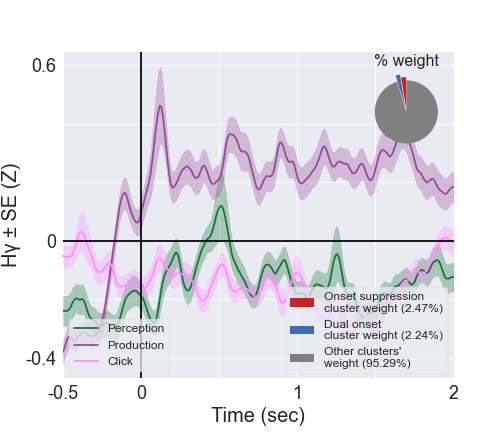 % weight
0.6
0
-0.4
Hγ ± SE (Z)
Onset suppression
cluster weight (2.47%)
Dual onset
cluster weight (2.24%)
Other clusters'
weight (95.29%)
Perception
Production
Click
-0.5
0
1
2
Time (sec)